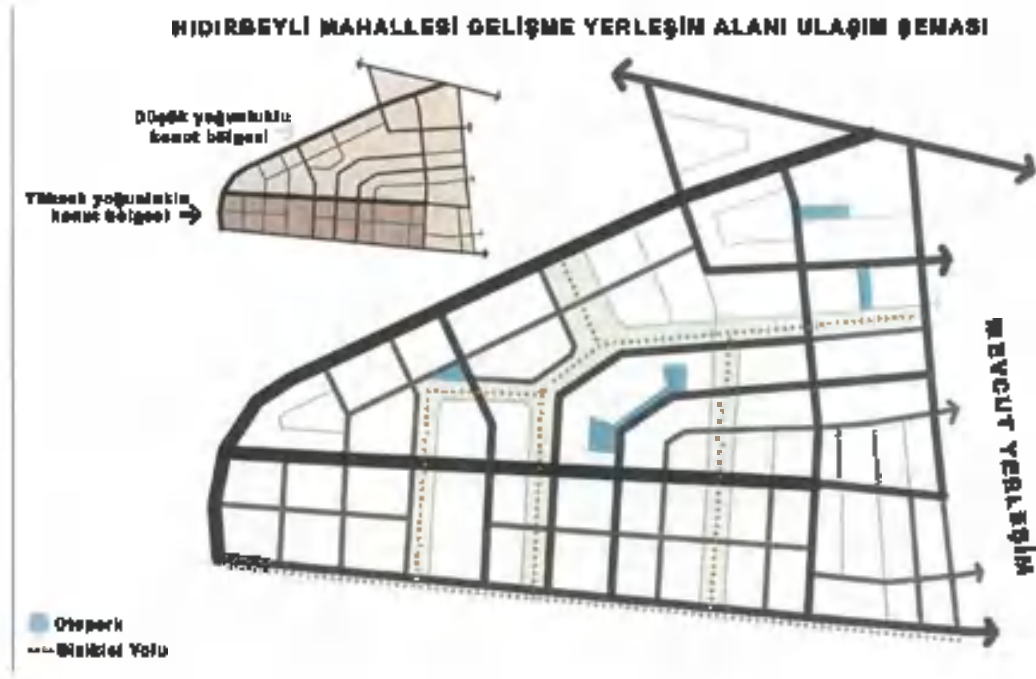 HIDIRBEYLİ MAHALLESİ GELİŞME YERLEŞİM ALANI ULAŞIM ŞEMASI
Düşük yoğunluklu
konut bölgesi
Yüksek yoğunluklu
konut bölgesi
MEVCUT YERLEŞİM
Otopark
Bisiklet Yolu